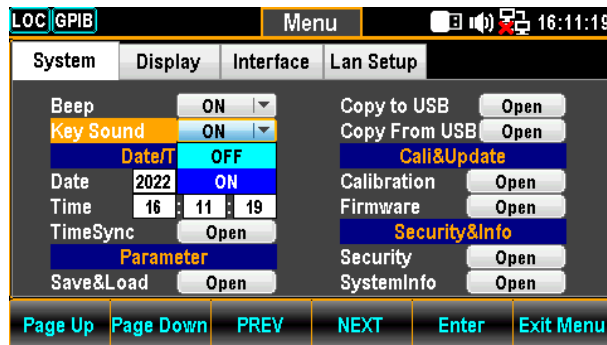 LOC GPIB Menu 16:11:19
System Display Interface Lan Setup
Beep ON
Key Sound ON
Date/T
OFF
ON
Date 2022
Time 16 : 11 : 19
TimeSync Open
Parameter
Save&Load Open
Copy to USB Open
Copy From USB Open
Cali&Update
Calibration Open
Firmware Open
Security&Info
Security Open
SystemInfo Open
Page Up Page Down PREV NEXT Enter Exit Menu